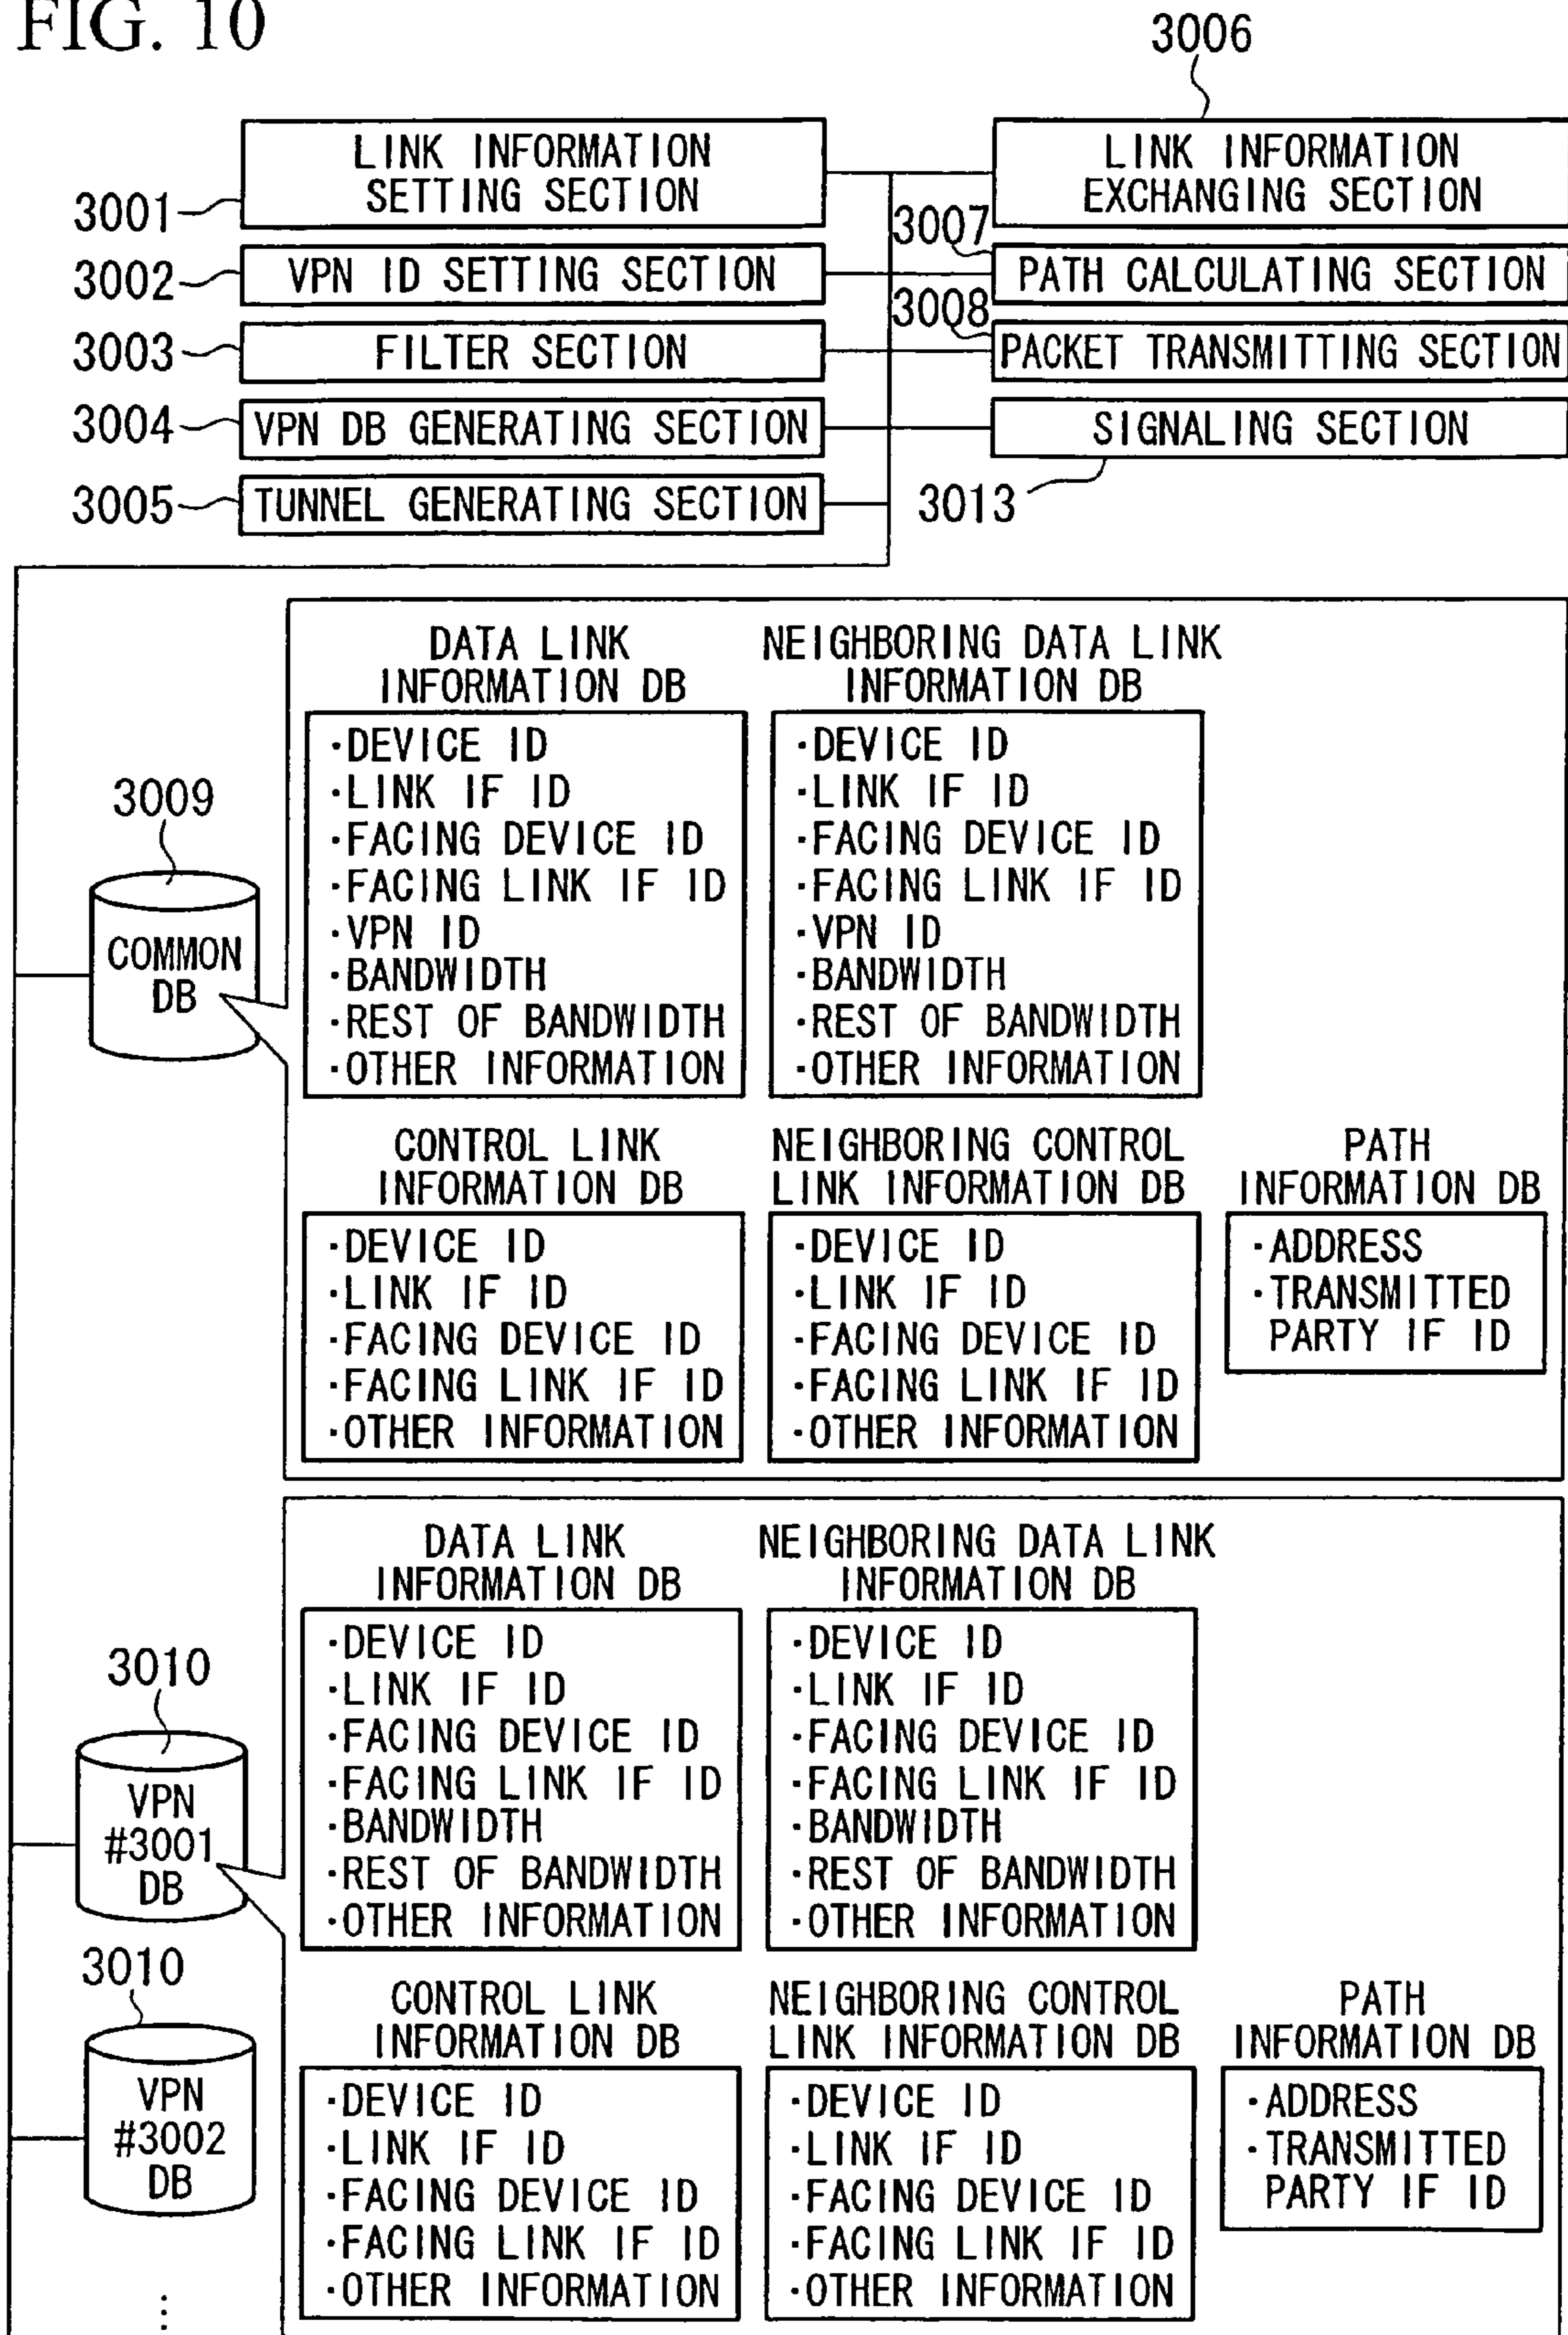 FIG. 10
3006
LINK INFORMATION
SETTING SECTION
LINK INFORMATION
EXCHANGING SECTION
3001
3007
3002
VPN ID SETTING SECTION
PATH CALCULATING SECTION
3008
3003
FILTER SECTION
PACKET TRANSMITTING SECTION
3004
VPN DB GENERATING SECTION
SIGNALING SECTION
3005
TUNNEL GENERATING SECTION
3013
DATA LINK
INFORMATION DB
·DEVICE ID
·LINK IF ID
·FACING DEVICE ID
·FACING LINK IF ID
·VPN ID
·BANDWIDTH
·REST OF BANDWIDTH
·OTHER INFORMATION
NEIGHBORING DATA LINK
INFORMATION DB
·DEVICE ID
·LINK IF ID
·FACING DEVICE ID
·FACING LINK IF ID
·VPN ID
·BANDWIDTH
·REST OF BANDWIDTH
·OTHER INFORMATION
3009
COMMON
DB
CONTROL LINK
INFORMATION DB
·DEVICE ID
·LINK IF ID
·FACING DEVICE ID
·FACING LINK IF ID
·OTHER INFORMATION
NEIGHBORING CONTROL
LINK INFORMATION DB
·DEVICE ID
·LINK IF ID
·FACING DEVICE ID
·FACING LINK IF ID
·OTHER INFORMATION
PATH
INFORMATION DB
·ADDRESS
·TRANSMITTED
PARTY IF ID
DATA LINK
INFORMATION DB
·DEVICE ID
·LINK IF ID
·FACING DEVICE ID
·FACING LINK IF ID
·BANDWIDTH
·REST OF BANDWIDTH
·OTHER INFORMATION
NEIGHBORING DATA LINK
INFORMATION DB
·DEVICE ID
·LINK IF ID
·FACING DEVICE ID
·FACING LINK IF ID
·BANDWIDTH
·REST OF BANDWIDTH
·OTHER INFORMATION
3010
VPN
#3001
DB
3010
VPN
#3002
DB
CONTROL LINK
INFORMATION DB
·DEVICE ID
·LINK IF ID
·FACING DEVICE ID
·FACING LINK IF ID
·OTHER INFORMATION
NEIGHBORING CONTROL
LINK INFORMATION DB
·DEVICE ID
·LINK IF ID
·FACING DEVICE ID
·FACING LINK IF ID
·OTHER INFORMATION
PATH
INFORMATION DB
·ADDRESS
·TRANSMITTED
PARTY IF ID